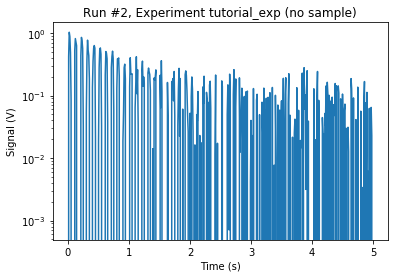 Run #2, Experiment tutorial_exp (no sample)
Signal (V)
10⁰
10⁻¹
10⁻²
10⁻³
0 1 2 3 4 5
Time (s)